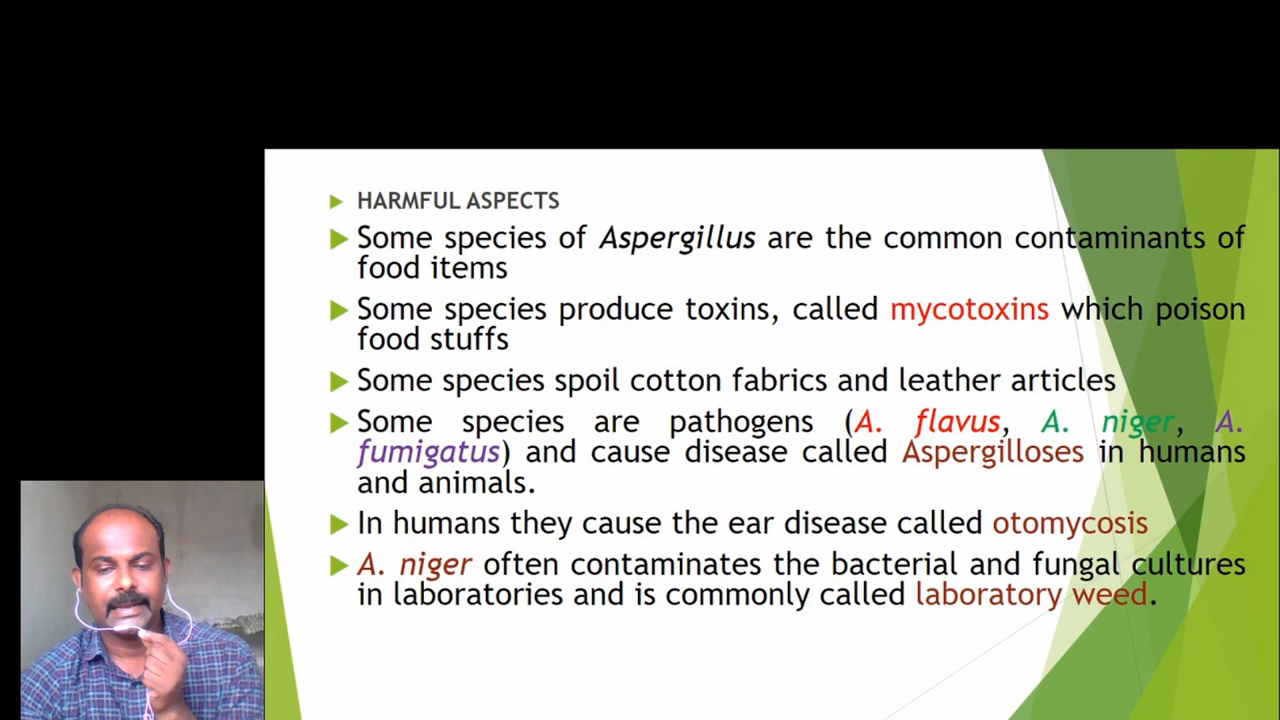 HARMFUL ASPECTS
Some species of Aspergillus are the common contaminants of
food items
Some species produce toxins, called mycotoxins which poison
food stuffs
Some species spoil cotton fabrics and leather articles
Some species are pathogens (A. flavus, A. niger, A.
fumigatus) and cause disease called Aspergilloses in humans
and animals.
In humans they cause the ear disease called otomycosis
A. niger often contaminates the bacterial and fungal cultures
in laboratories and is commonly called laboratory weed.